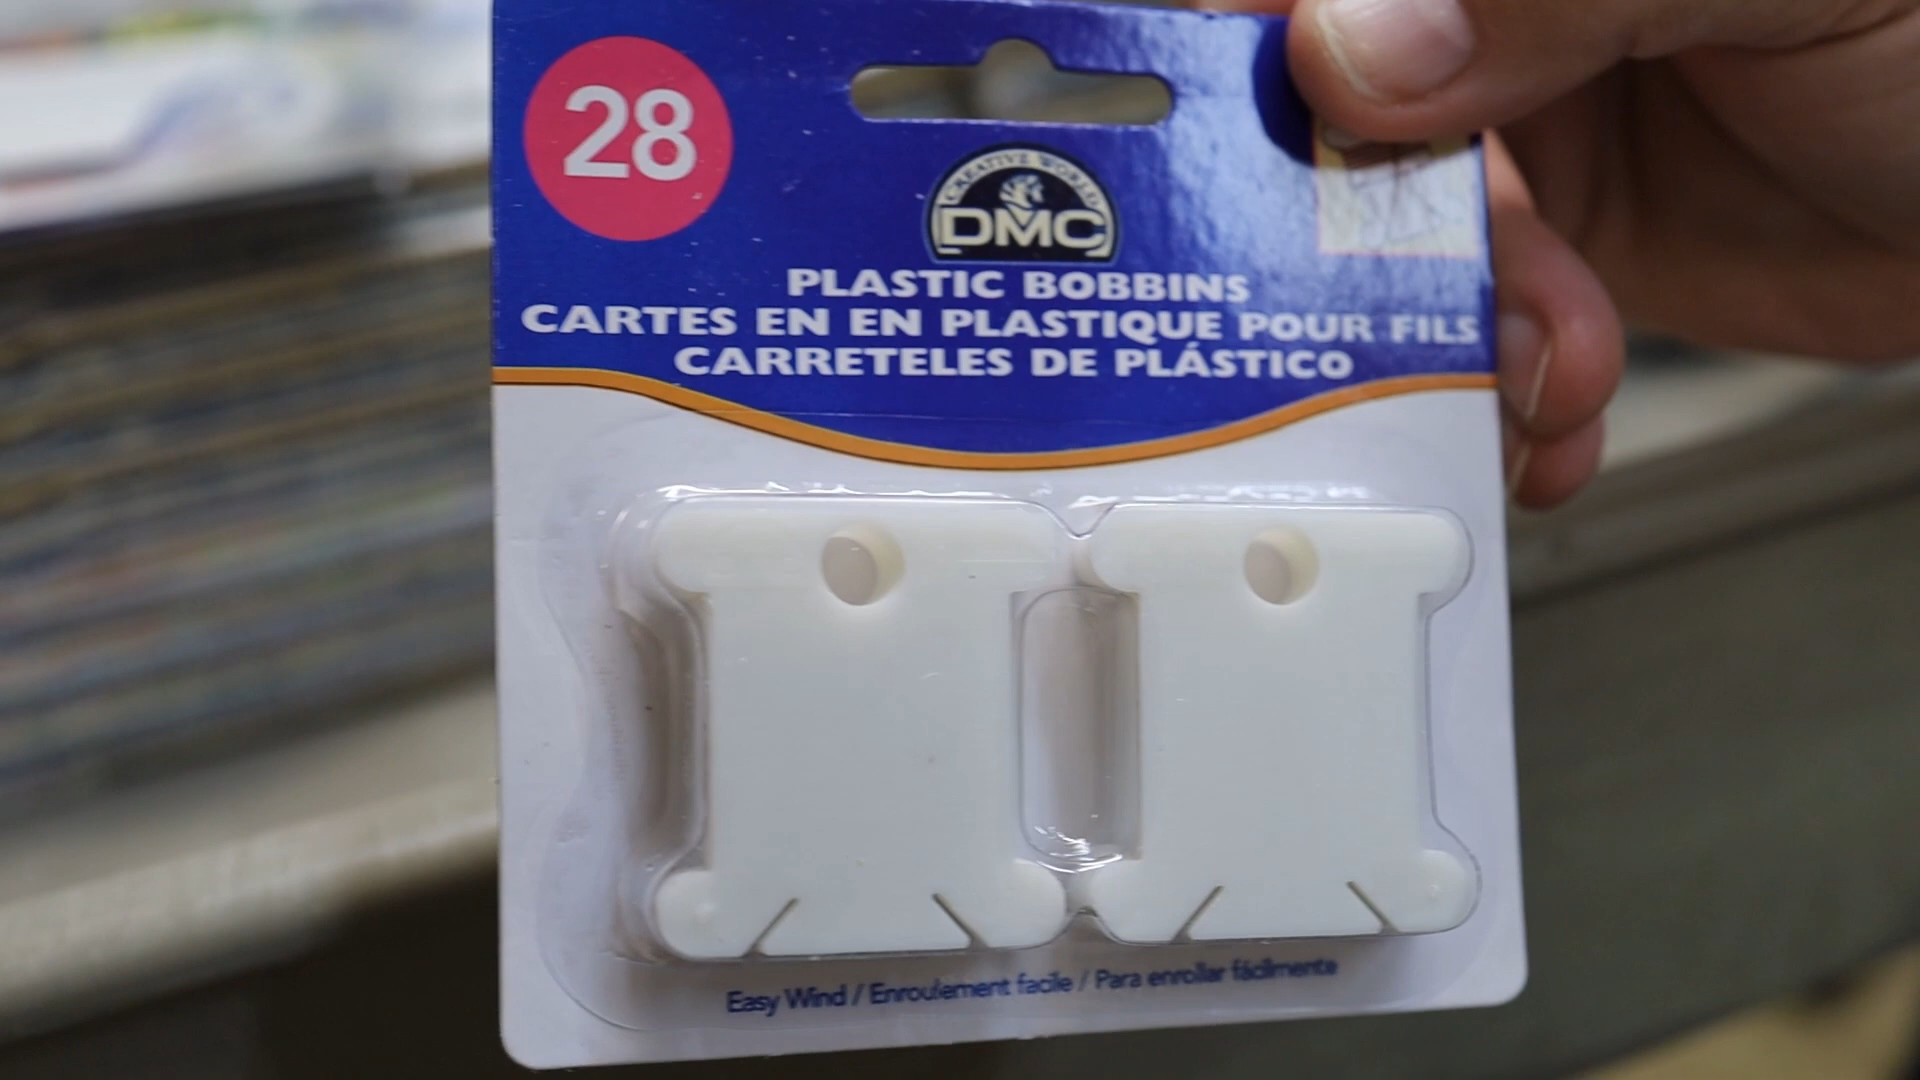 28
CREATIVE WORLD
DMC
PLASTIC BOBBINS
CARTES EN EN PLASTIQUE POUR FILS
CARRETELES DE PLÁSTICO
Easy Wind / Enroulement facile / Para enrollar fácilmente